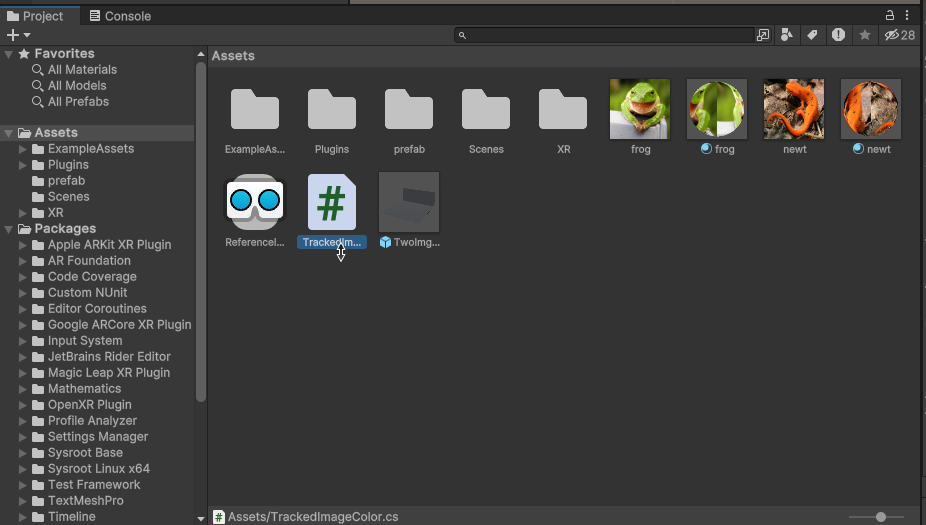 Project
Console
28
Favorites
All Materials
All Models
All Prefabs
Assets
ExampleAssets
Plugins
prefab
Scenes
XR
Packages
Apple ARKit XR Plugin
AR Foundation
Code Coverage
Custom NUnit
Editor Coroutines
Google ARCore XR Plugin
Input System
JetBrains Rider Editor
Magic Leap XR Plugin
Mathematics
OpenXR Plugin
Profile Analyzer
Settings Manager
Sysroot Base
Sysroot Linux x64
Test Framework
TextMeshPro
Timeline
Assets
ExampleAs...
Plugins
prefab
Scenes
XR
frog
frog
newt
newt
ReferenceI...
#
TrackedIm...
TwoImg...
# Assets/TrackedImageColor.cs